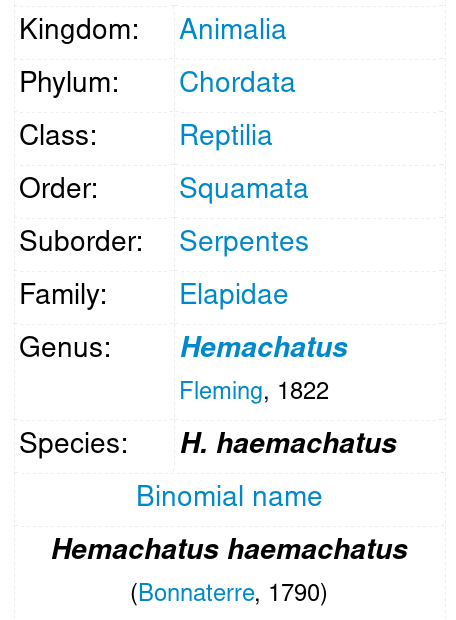 Kingdom: Animalia
Phylum: Chordata
Class: Reptilia
Order: Squamata
Suborder: Serpentes
Family: Elapidae
Genus: Hemachatus
Fleming, 1822
Species: H. haemachatus
Binomial name
Hemachatus haemachatus
(Bonnaterre, 1790)